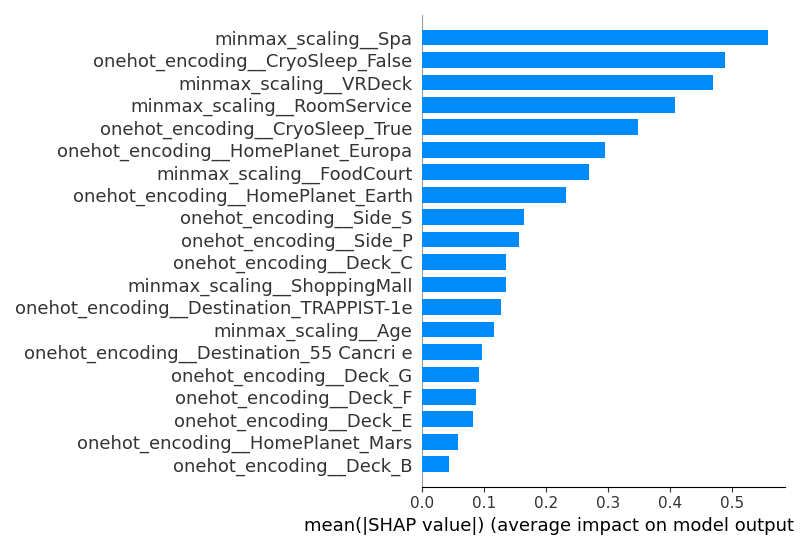 minmax_scaling__Spa
onehot_encoding__CryoSleep_False
minmax_scaling__VRDeck
minmax_scaling__RoomService
onehot_encoding__CryoSleep_True
onehot_encoding__HomePlanet_Europa
minmax_scaling__FoodCourt
onehot_encoding__HomePlanet_Earth
onehot_encoding__Side_S
onehot_encoding__Side_P
onehot_encoding__Deck_C
minmax_scaling__ShoppingMall
onehot_encoding__Destination_TRAPPIST-1e
minmax_scaling__Age
onehot_encoding__Destination_55 Cancri e
onehot_encoding__Deck_G
onehot_encoding__Deck_F
onehot_encoding__Deck_E
onehot_encoding__HomePlanet_Mars
onehot_encoding__Deck_B
0.0 0.1 0.2 0.3 0.4 0.5
mean(|SHAP value|) (average impact on model output